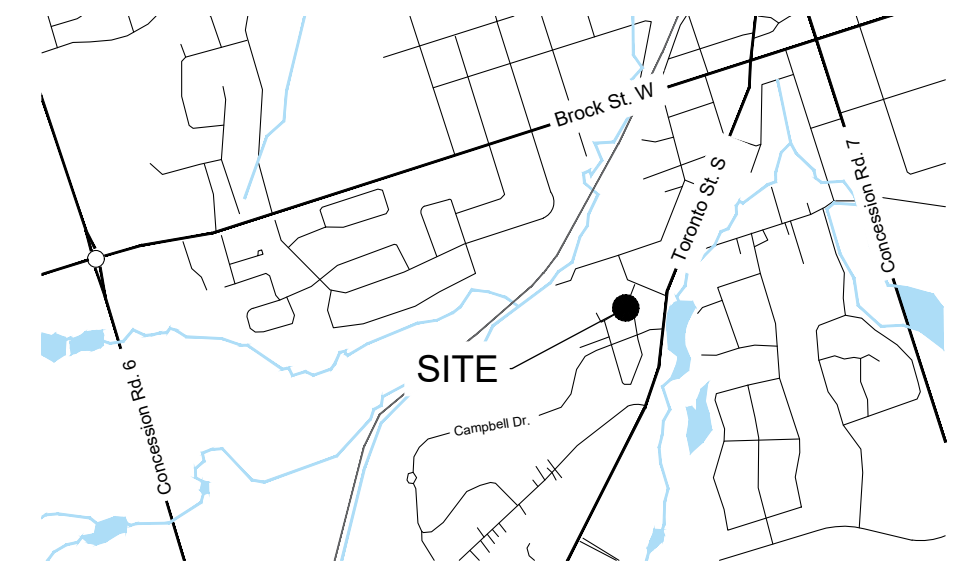 Brock St. W
Toronto St. S
Concession Rd. 7
SITE
Concession Rd. 6
Campbell Dr.